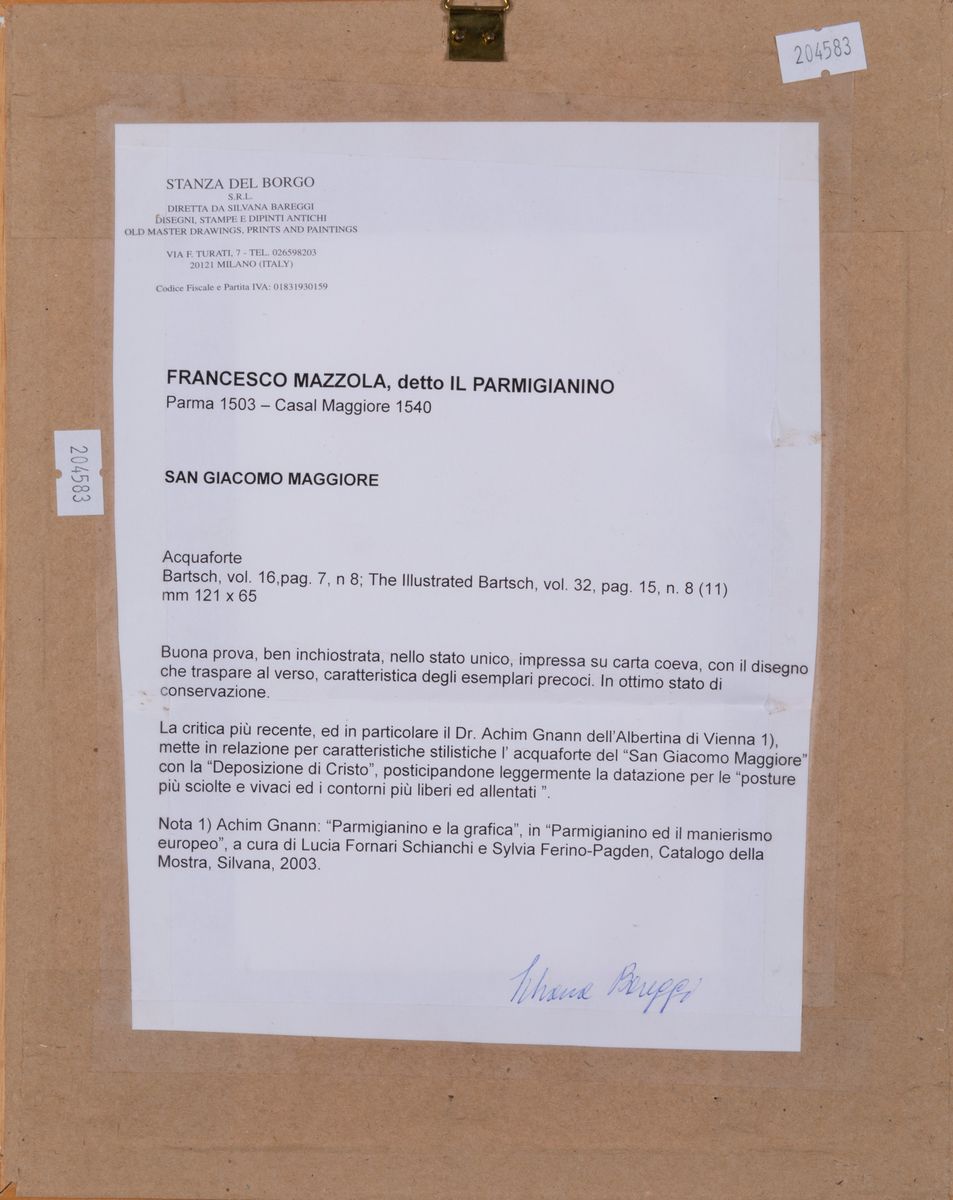 204583
STANZA DEL BORGO
S.R.L.
DIRETTA DA SILVANA BAREGGI
DISEGNI, STAMPE E DIPINTI ANTICHI
OLD MASTER DRAWINGS, PRINTS AND PAINTINGS
VIA F. TURATI, 7 - TEL. 026598203
20121 MILANO (ITALY)
Codice Fiscale e Partita IVA: 01831930159
FRANCESCO MAZZOLA, detto IL PARMIGIANINO
Parma 1503 – Casal Maggiore 1540
204583
SAN GIACOMO MAGGIORE
Acquaforte
Bartsch, vol. 16,pag. 7, n 8; The Illustrated Bartsch, vol. 32, pag. 15, n. 8 (11)
mm 121 x 65
Buona prova, ben inchiostrata, nello stato unico, impressa su carta coeva, con il disegno
che traspare al verso, caratteristica degli esemplari precoci. In ottimo stato di
conservazione.
La critica più recente, ed in particolare il Dr. Achim Gnann dell'Albertina di Vienna 1),
mette in relazione per caratteristiche stilistiche l' acquaforte del "San Giacomo Maggiore"
con la "Deposizione di Cristo", posticipandone leggermente la datazione per le "posture
più sciolte e vivaci ed i contorni più liberi ed allentati ".
Nota 1) Achim Gnann: "Parmigianino e la grafica", in "Parmigianino ed il manierismo
europeo", a cura di Lucia Fornari Schianchi e Sylvia Ferino-Pagden, Catalogo della
Mostra, Silvana, 2003.
Silvana Bareggi